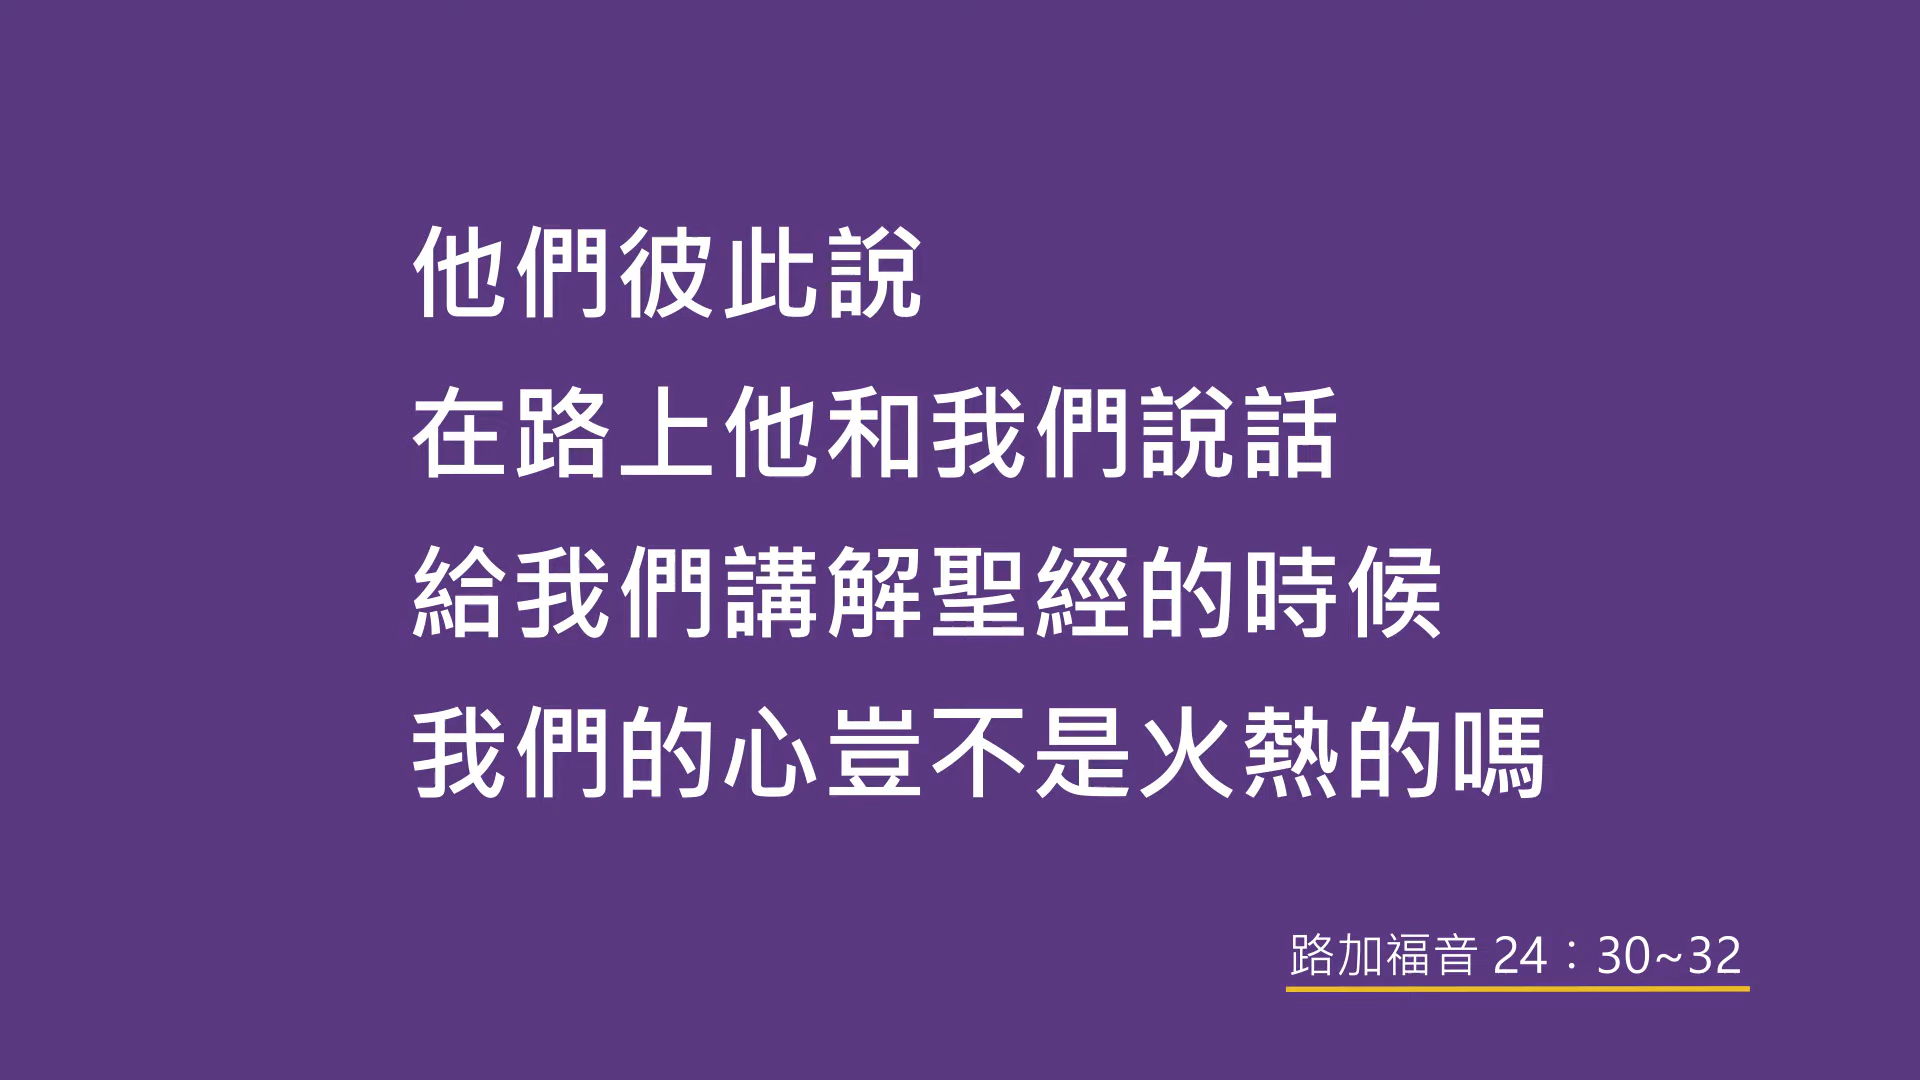 他們彼此說
在路上他和我們說話
給我們講解聖經的時候
我們的心豈不是火熱的嗎
路加福音 24：30~32